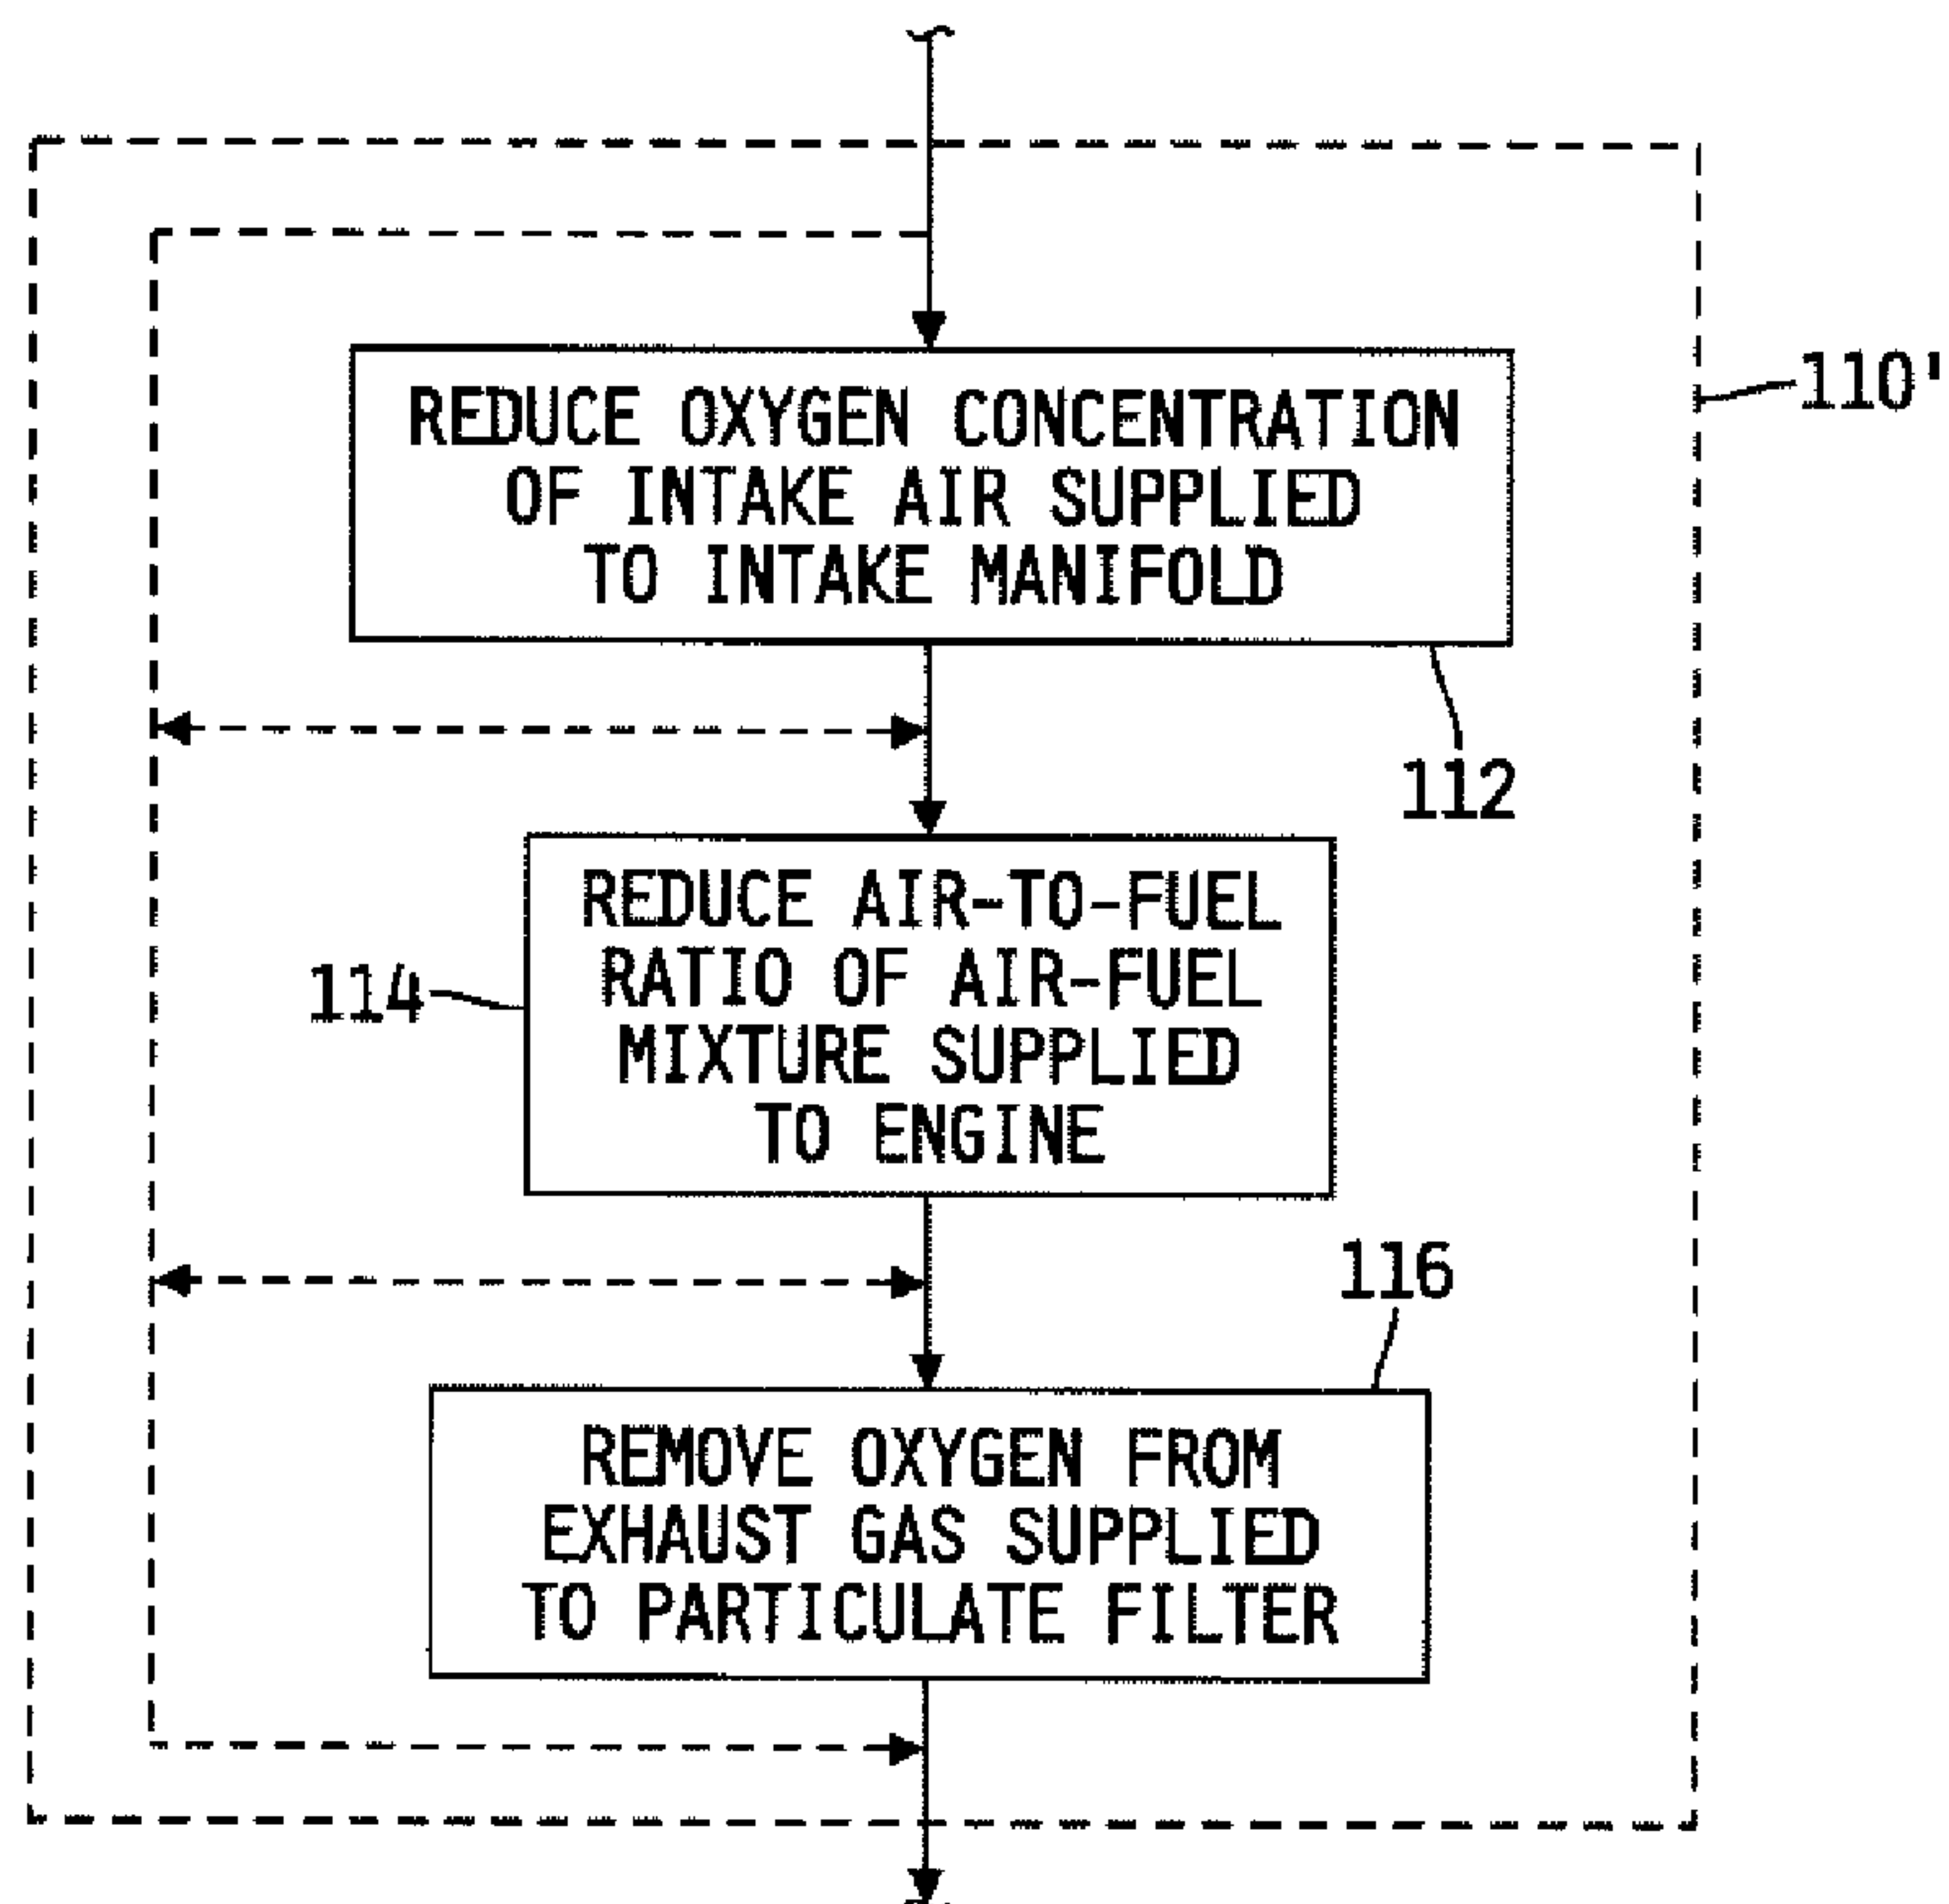 REDUCE OXYGEN CONCENTRATION
OF INTAKE AIR SUPPLIED
TO INTAKE MANIFOLD
110'
112
REDUCE AIR-TO-FUEL
RATIO OF AIR-FUEL
MIXTURE SUPPLIED
TO ENGINE
114
116
REMOVE OXYGEN FROM
EXHAUST GAS SUPPLIED
TO PARTICULATE FILTER